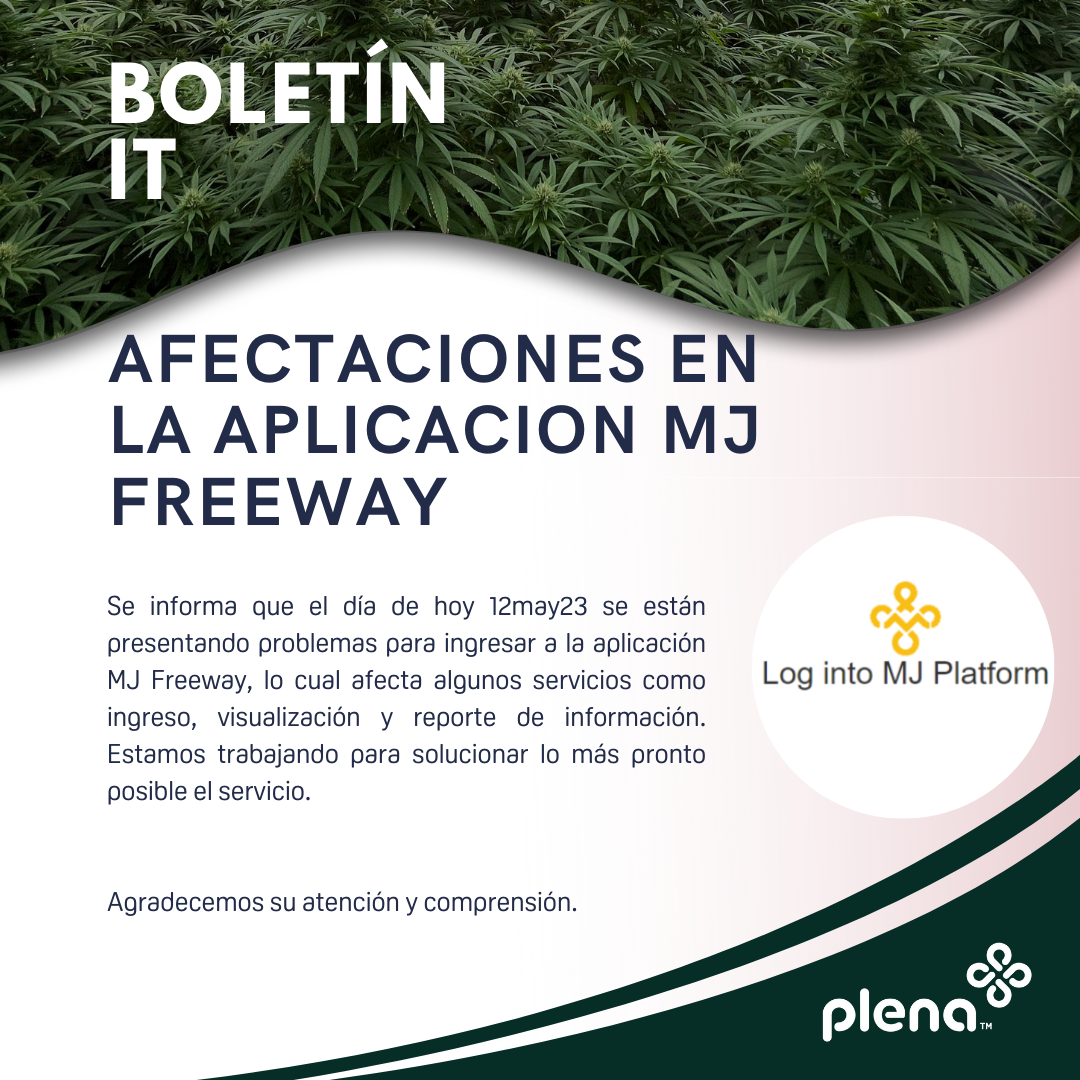 BOLETÍN
IT
AFECTACIONES EN
LA APLICACION MJ
FREEWAY
Se informa que el día de hoy 12may23 se están
presentando problemas para ingresar a la aplicación
MJ Freeway, lo cual afecta algunos servicios como
ingreso, visualización y reporte de información.
Estamos trabajando para solucionar lo más pronto
posible el servicio.
Log into MJ Platform
Agradecemos su atención y comprensión.
plena™